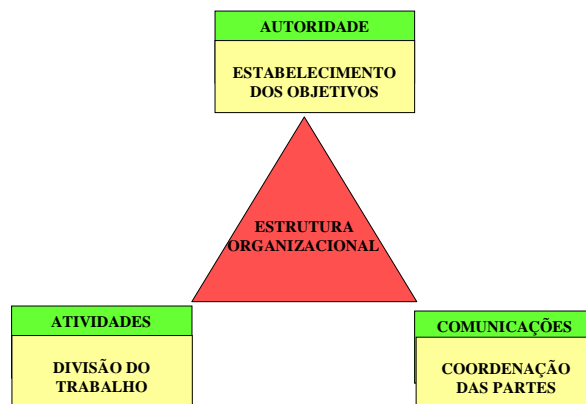 AUTORIDADE
ESTABELECIMENTO
DOS OBJETIVOS
ESTRUTURA
ORGANIZACIONAL
ATIVIDADES
DIVISÃO DO
TRABALHO
COMUNICAÇÕES
COORDENAÇÃO
DAS PARTES